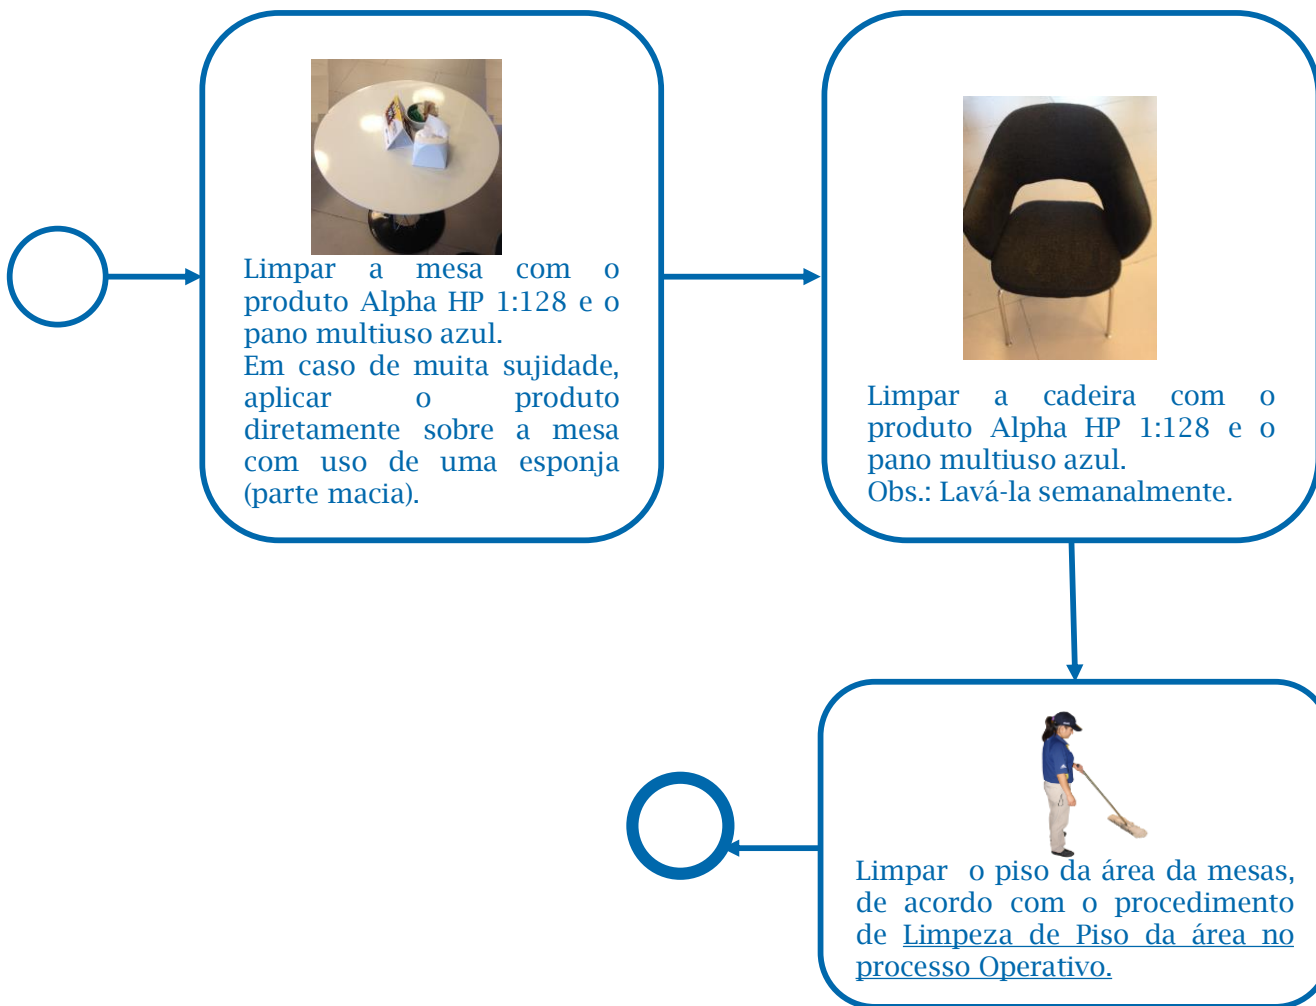 Limpar a mesa com o
produto Alpha HP 1:128 e o
pano multiuso azul.
Em caso de muita sujidade,
aplicar o produto
diretamente sobre a mesa
com uso de uma esponja
(parte macia).
Limpar a cadeira com o
produto Alpha HP 1:128 e o
pano multiuso azul.
Obs.: Lavá-la semanalmente.
Limpar o piso da área da mesas,
de acordo com o procedimento
de Limpeza de Piso da área no
processo Operativo.